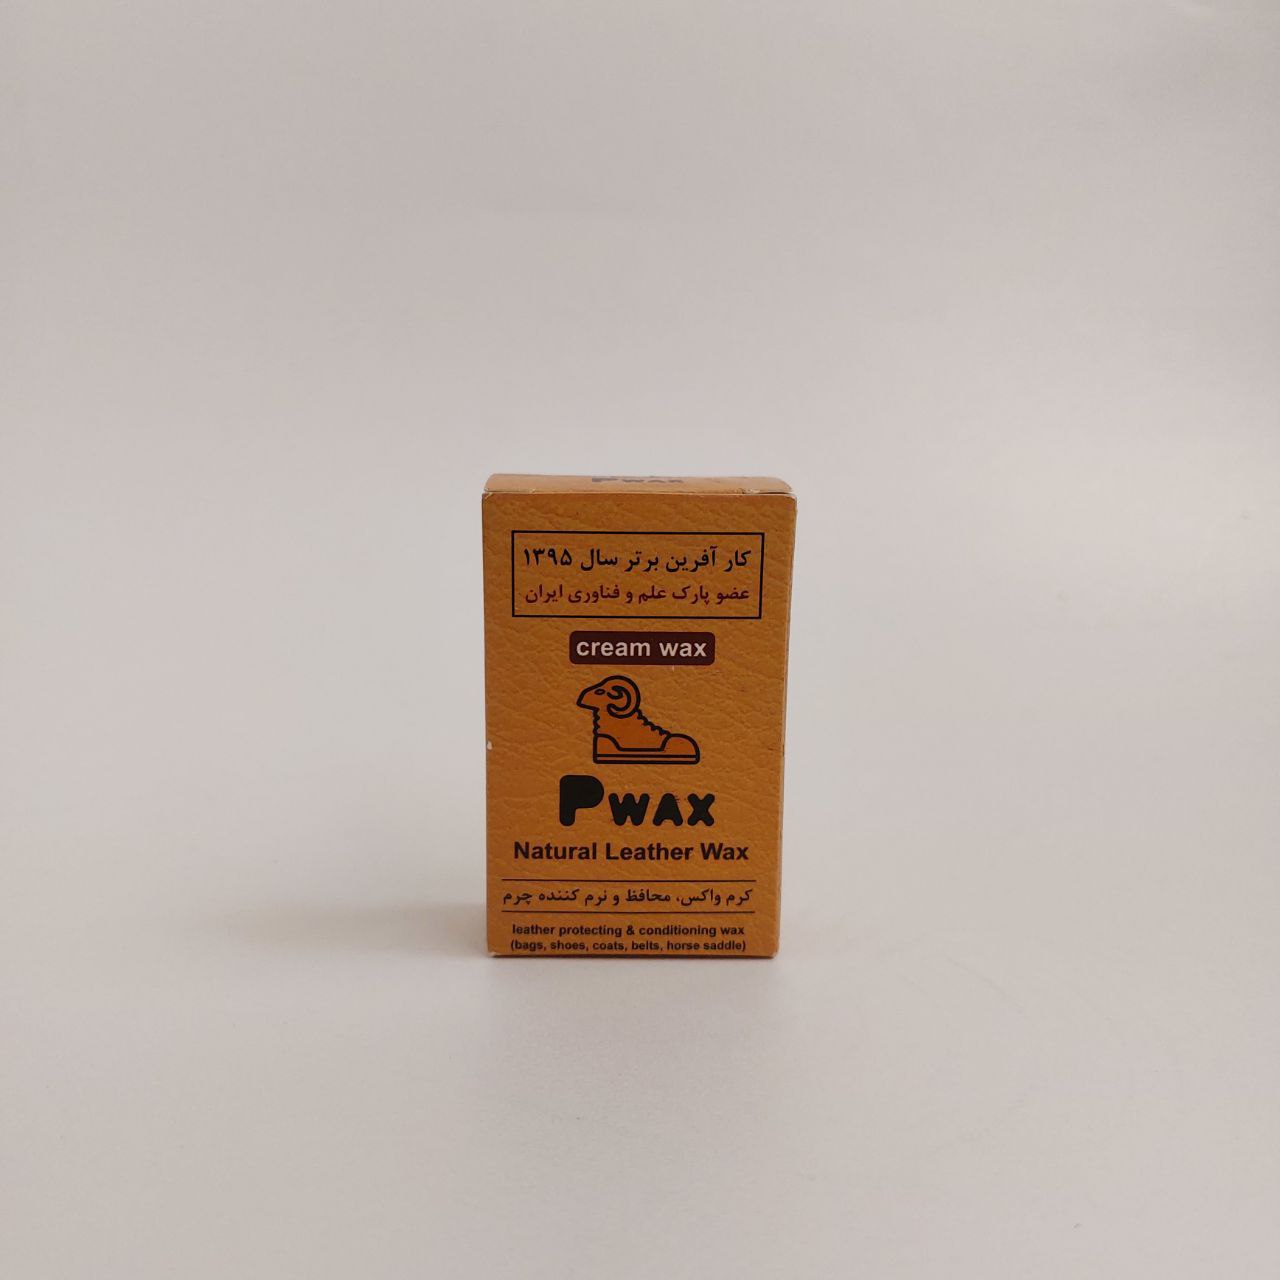 PWAX
کار آفرین برتر سال ۱۳۹۵
عضو پارک علم و فناوری ایران
cream wax
PWAX
Natural Leather Wax
کرم واکس، محافظ و نرم کننده چرم
leather protecting & conditioning wax
(bags, shoes, coats, belts, horse saddle)